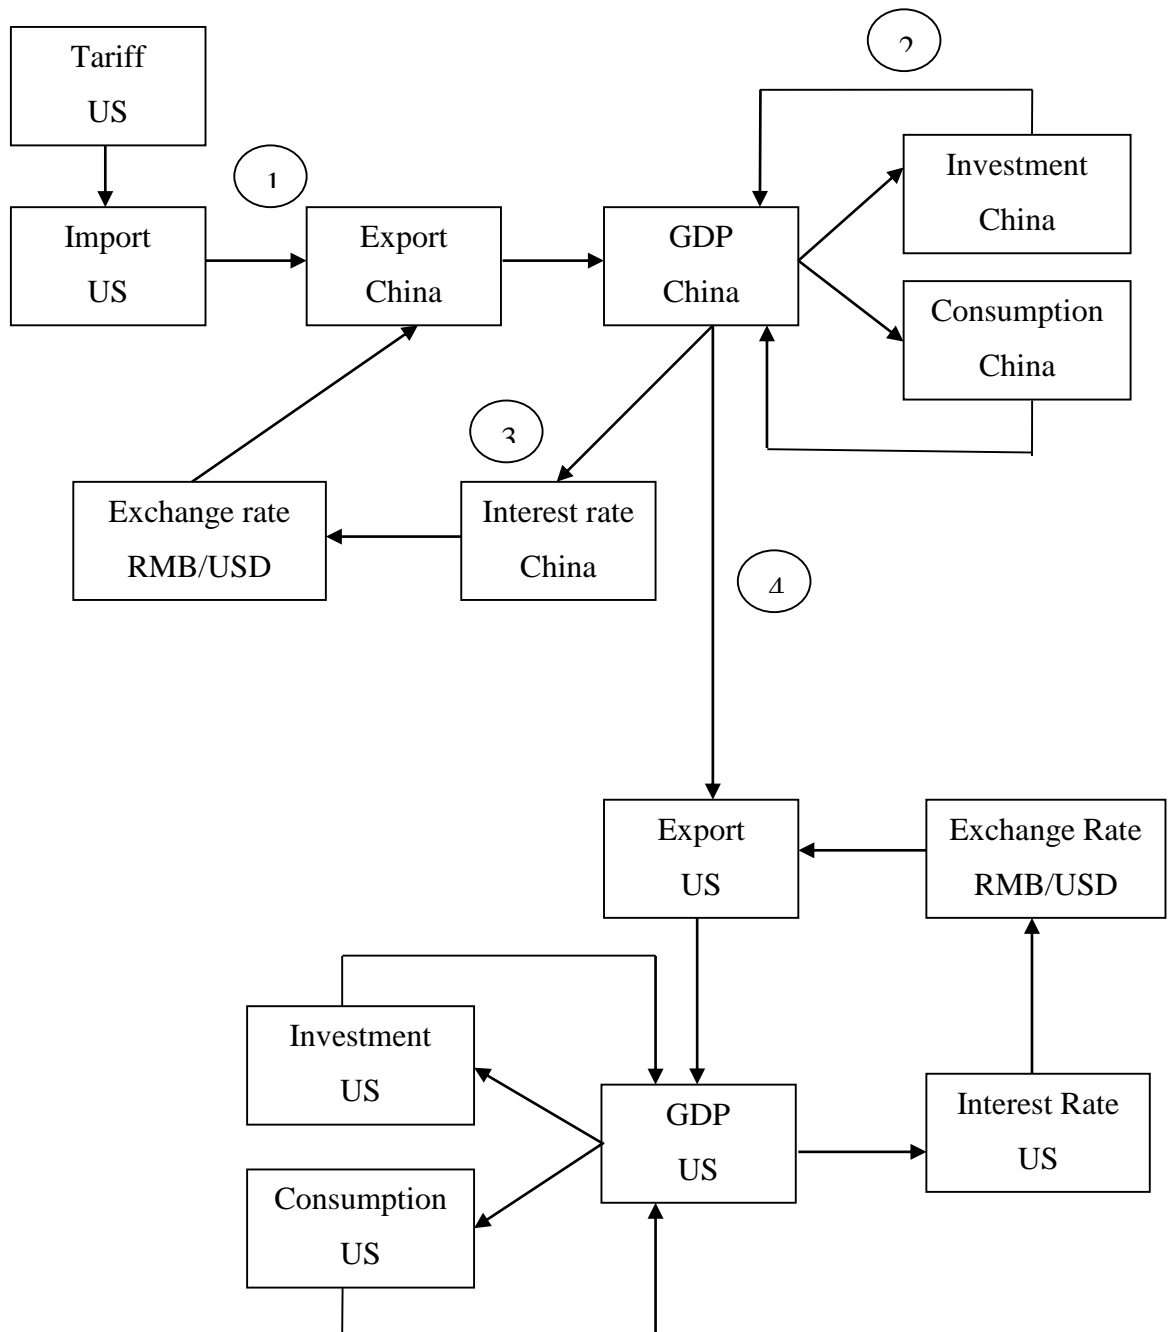 Tariff
US
2
Investment
China
1
Import
US
Export
China
GDP
China
Consumption
China
3
Exchange rate
RMB/USD
Interest rate
China
4
Export
US
Exchange Rate
RMB/USD
Investment
US
GDP
US
Interest Rate
US
Consumption
US